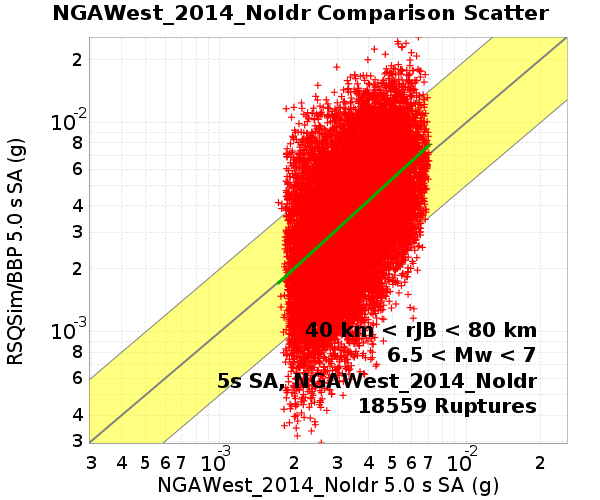 NGAWest_2014_NoIdr Comparison Scatter
RSQSim/BBP 5.0 s SA (g)
2
10-2
8
6
4
3
2
10-3
8
6
4
3
40 km < rJB < 80 km
6.5 < Mw < 7
5s SA, NGAWest_2014_NoIdr
18559 Ruptures
3 4 5 6 7 10-3 2 3 4 5 6 7 10-2 2
NGAWest_2014_NoIdr 5.0 s SA (g)